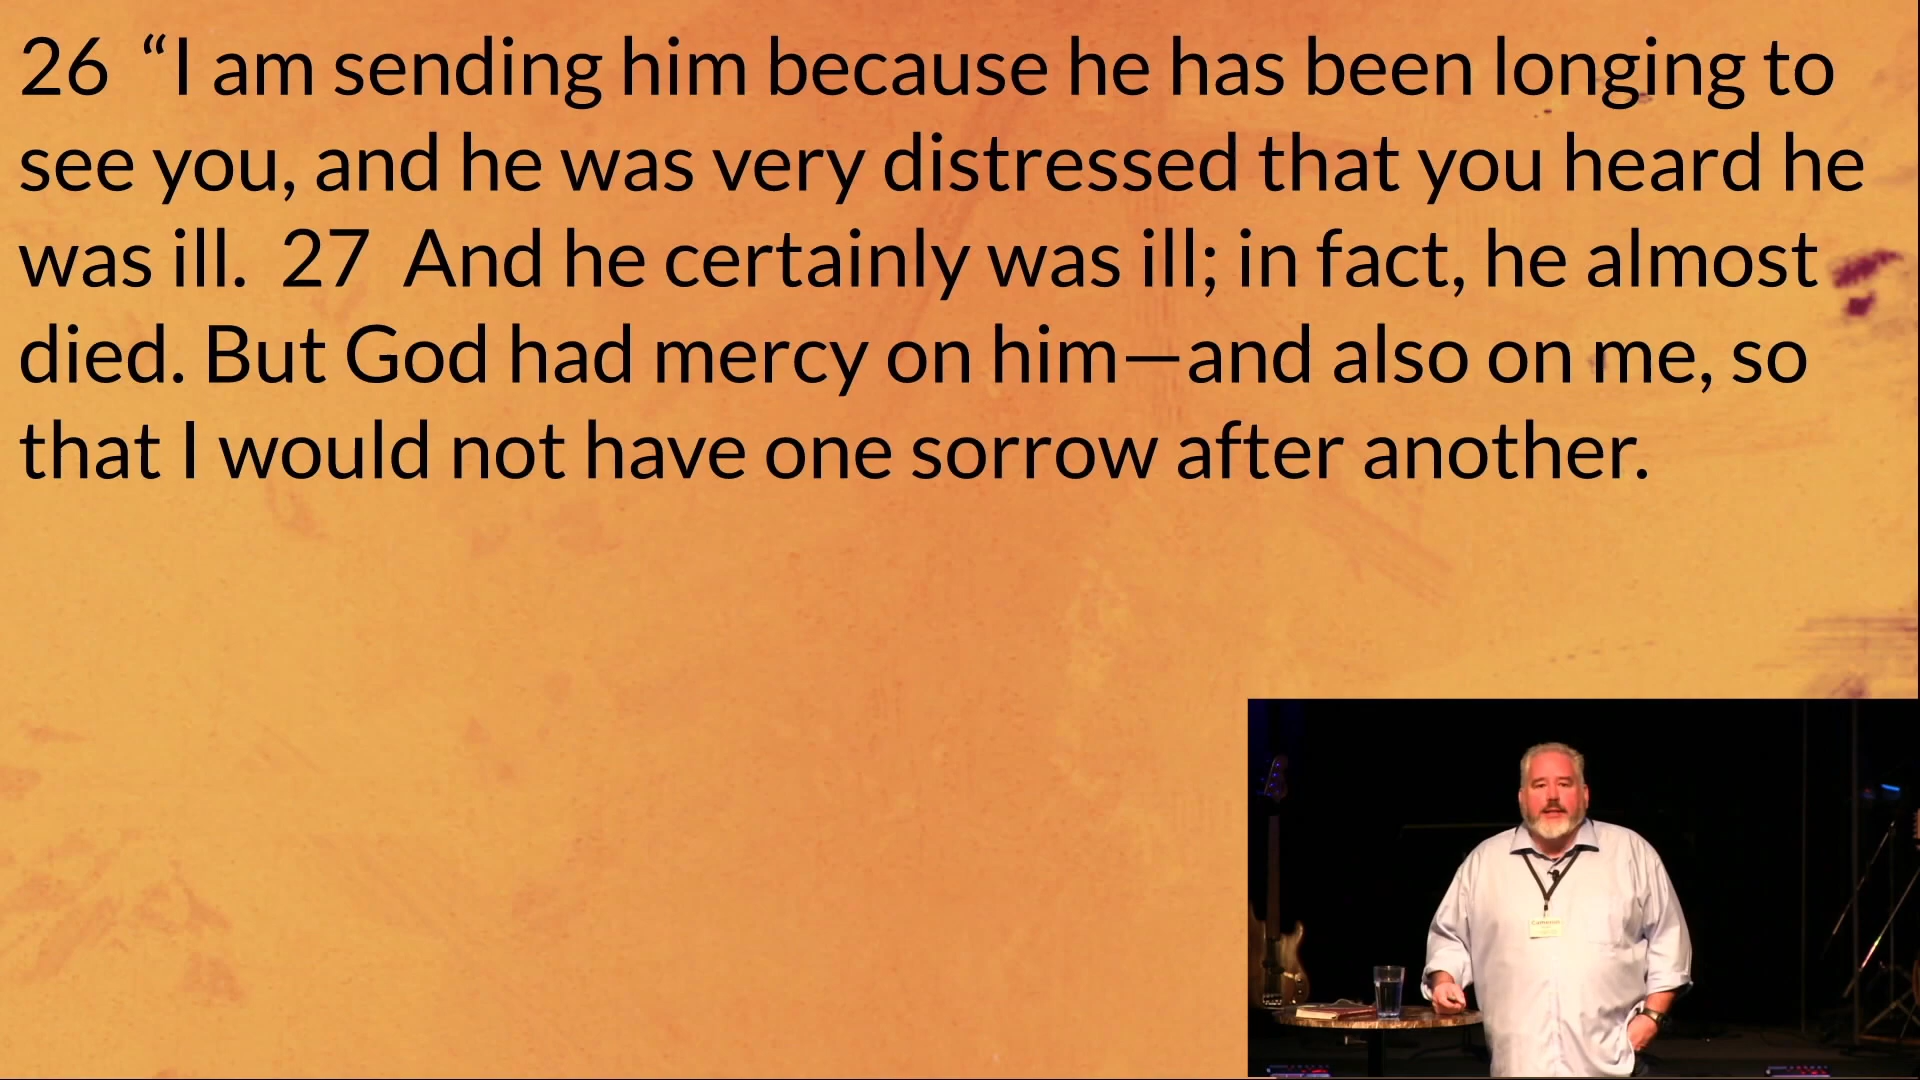 26 “I am sending him because he has been longing to
see you, and he was very distressed that you heard he
was ill. 27 And he certainly was ill; in fact, he almost
died. But God had mercy on him—and also on me, so
that I would not have one sorrow after another.
Cameron